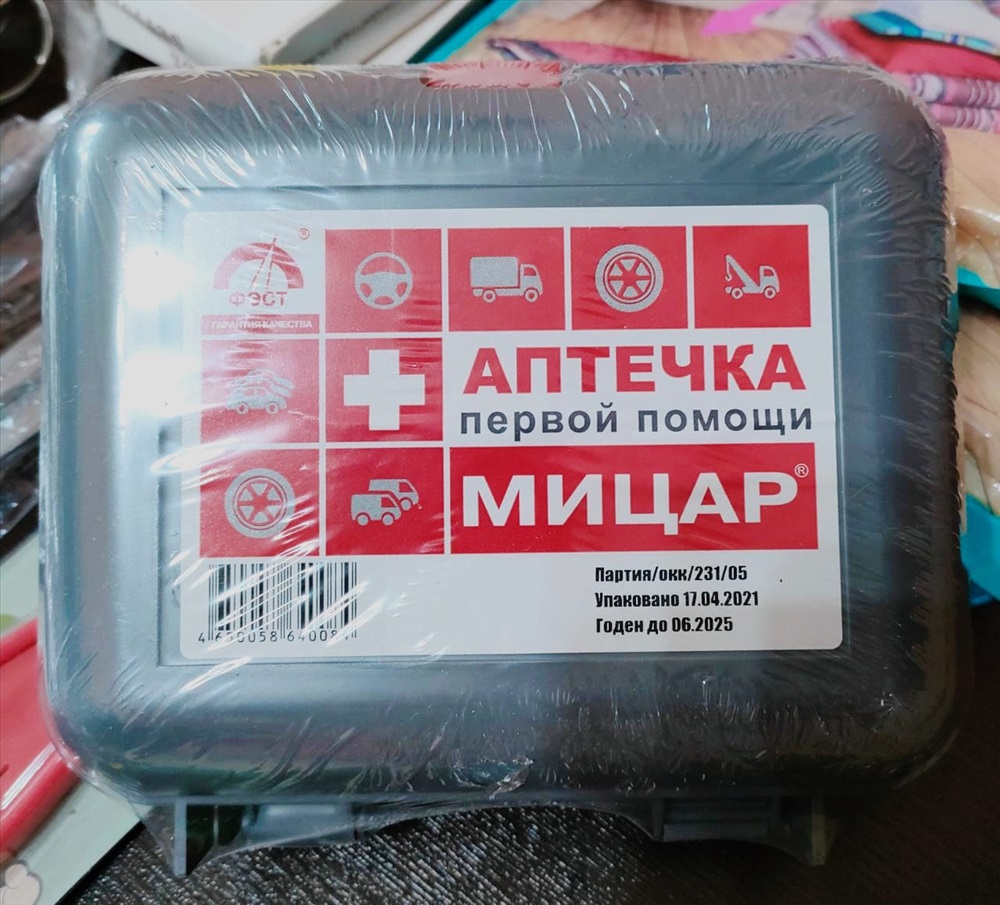 ФЭСТ
ГАРАНТИЯ КАЧЕСТВА
АПТЕЧКА
первой помощи
МИЦАР®
Партия/окк/231/05
Упаковано 17.04.2021
Годен до 06.2025